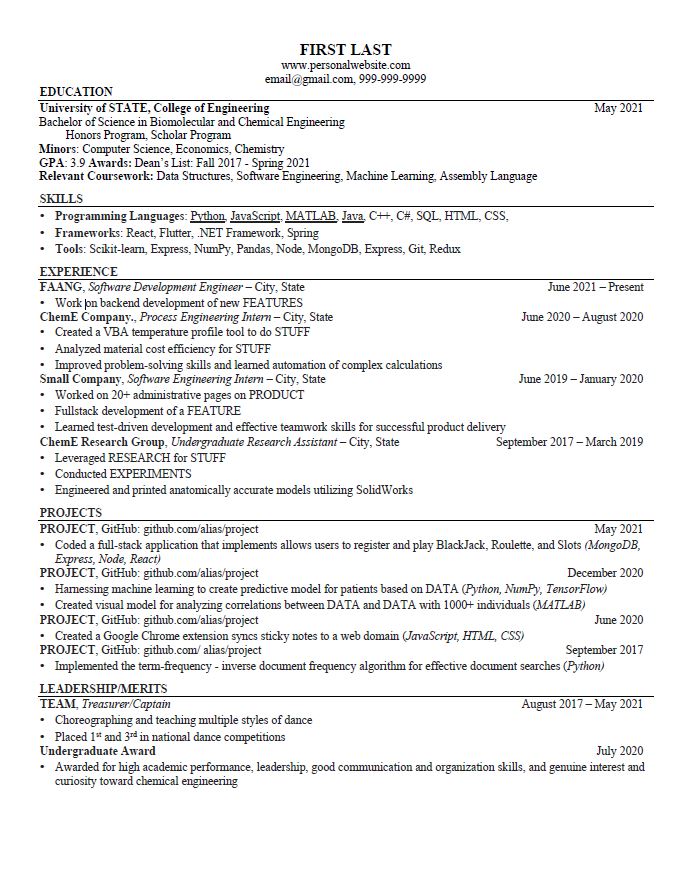 FIRST LAST
www.personalwebsite.com
email@gmail.com, 999-999-9999
EDUCATION
University of STATE, College of Engineering May 2021
Bachelor of Science in Biomolecular and Chemical Engineering
Honors Program, Scholar Program
Minors: Computer Science, Economics, Chemistry
GPA: 3.9 Awards: Dean's List: Fall 2017 - Spring 2021
Relevant Coursework: Data Structures, Software Engineering, Machine Learning, Assembly Language
SKILLS
• Programming Languages: Python, JavaScript, MATLAB, Java, C++, C#, SQL, HTML, CSS,
• Frameworks: React, Flutter, .NET Framework, Spring
• Tools: Scikit-learn, Express, NumPy, Pandas, Node, MongoDB, Express, Git, Redux
EXPERIENCE
FAANG, Software Development Engineer – City, State June 2021 – Present
• Work on backend development of new FEATURES
ChemE Company., Process Engineering Intern – City, State June 2020 – August 2020
• Created a VBA temperature profile tool to do STUFF
• Analyzed material cost efficiency for STUFF
• Improved problem-solving skills and learned automation of complex calculations
Small Company, Software Engineering Intern – City, State June 2019 – January 2020
• Worked on 20+ administrative pages on PRODUCT
• Fullstack development of a FEATURE
• Learned test-driven development and effective teamwork skills for successful product delivery
ChemE Research Group, Undergraduate Research Assistant – City, State September 2017 – March 2019
• Leveraged RESEARCH for STUFF
• Conducted EXPERIMENTS
• Engineered and printed anatomically accurate models utilizing SolidWorks
PROJECTS
PROJECT, GitHub: github.com/alias/project May 2021
• Coded a full-stack application that implements allows users to register and play BlackJack, Roulette, and Slots (MongoDB,
Express, Node, React)
PROJECT, GitHub: github.com/alias/project December 2020
• Harnessing machine learning to create predictive model for patients based on DATA (Python, NumPy, TensorFlow)
• Created visual model for analyzing correlations between DATA and DATA with 1000+ individuals (MATLAB)
PROJECT, GitHub: github.com/alias/project June 2020
• Created a Google Chrome extension syncs sticky notes to a web domain (JavaScript, HTML, CSS)
PROJECT, GitHub: github.com/ alias/project September 2017
• Implemented the term-frequency - inverse document frequency algorithm for effective document searches (Python)
LEADERSHIP/MERITS
TEAM, Treasurer/Captain August 2017 – May 2021
• Choreographing and teaching multiple styles of dance
• Placed 1st and 3rd in national dance competitions
Undergraduate Award July 2020
• Awarded for high academic performance, leadership, good communication and organization skills, and genuine interest and
curiosity toward chemical engineering